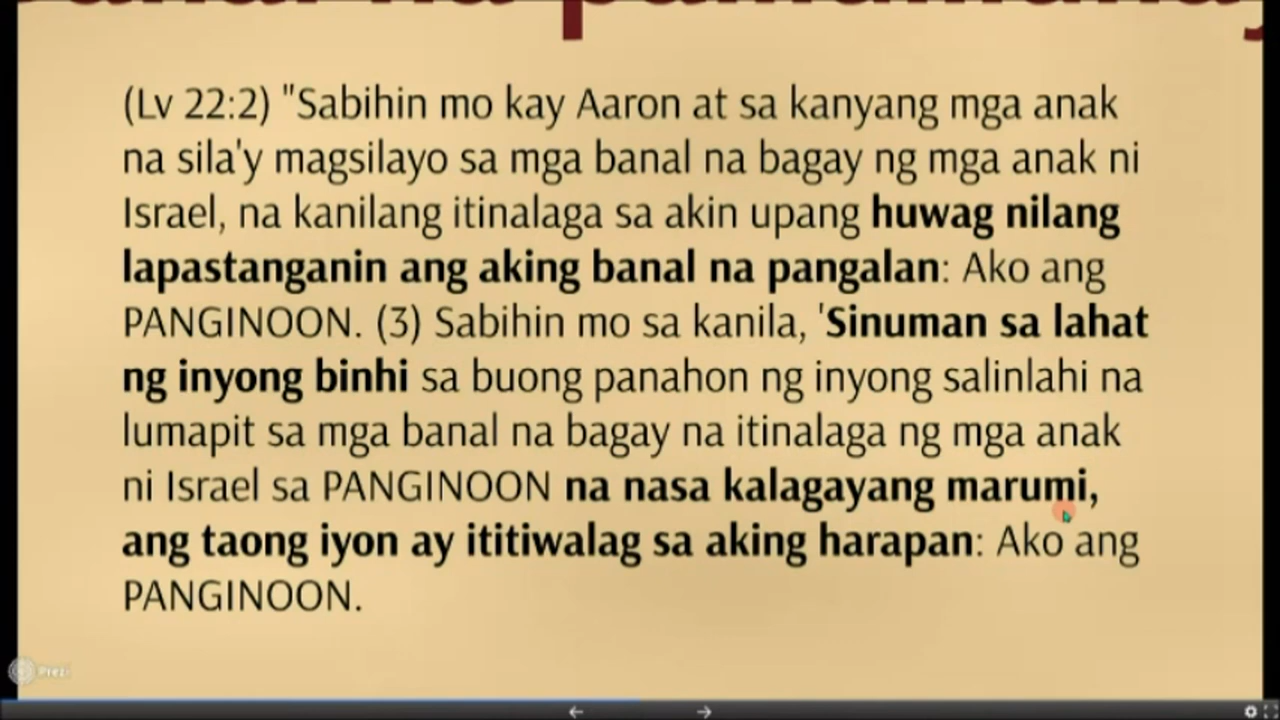 (Lv 22:2) "Sabihin mo kay Aaron at sa kanyang mga anak
na sila'y magsilayo sa mga banal na bagay ng mga anak ni
Israel, na kanilang itinalaga sa akin upang huwag nilang
lapastanganin ang aking banal na pangalan: Ako ang
PANGINOON. (3) Sabihin mo sa kanila, 'Sinuman sa lahat
ng inyong binhi sa buong panahon ng inyong salinlahi na
lumapit sa mga banal na bagay na itinalaga ng mga anak
ni Israel sa PANGINOON na nasa kalagayang marumi,
ang taong iyon ay ititiwalag sa aking harapan: Ako ang
PANGINOON.
Prezi